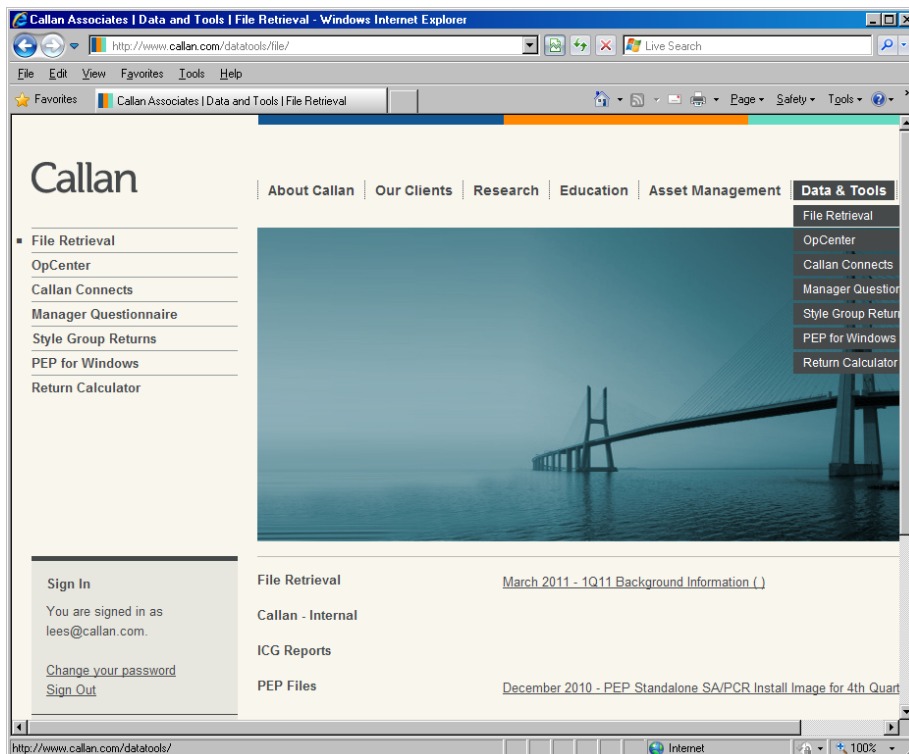 Callan Associates | Data and Tools | File Retrieval - Windows Internet Explorer
http://www.callan.com/datatools/file/
Live Search
File Edit View Favorites Tools Help
Favorites
Callan Associates | Data and Tools | File Retrieval
Page Safety Tools
Callan
About Callan
Our Clients
Research
Education
Asset Management
Data & Tools
File Retrieval
OpCenter
Callan Connects
Manager Question
Style Group Return
PEP for Windows
Return Calculator
File Retrieval
OpCenter
Callan Connects
Manager Questionnaire
Style Group Returns
PEP for Windows
Return Calculator
Sign In
You are signed in as
lees@callan.com.
Change your password
Sign Out
File Retrieval
March 2011 - 1Q11 Background Information ( )
Callan - Internal
ICG Reports
PEP Files
December 2010 - PEP Standalone SA/PCR Install Image for 4th Quart
http://www.callan.com/datatools/
Internet
100%